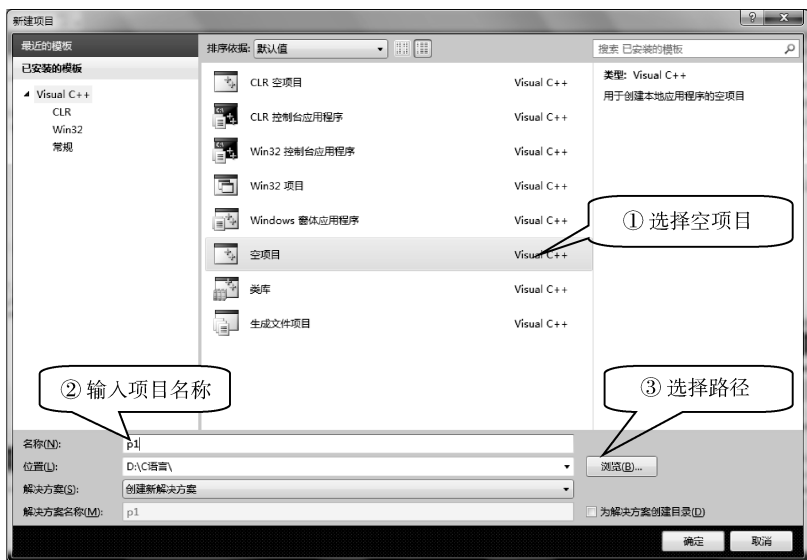 新建项目
最近的模板
已安装的模板
Visual C++
CLR
Win32
常规
排序依据: 默认值
搜索 已安装的模板
CLR 空项目 Visual C++
CLR 控制台应用程序 Visual C++
Win32 控制台应用程序 Visual C++
Win32 项目 Visual C++
Windows 窗体应用程序 Visual C++
空项目 Visual C++
类库 Visual C++
生成文件项目 Visual C++
类型: Visual C++
用于创建本地应用程序的空项目
① 选择空项目
② 输入项目名称
③ 选择路径
名称(N): p1
位置(L): D:\C语言\ 浏览(B)...
解决方案(S): 创建新解决方案
解决方案名称(M): p1 为解决方案创建目录(D)
确定 取消